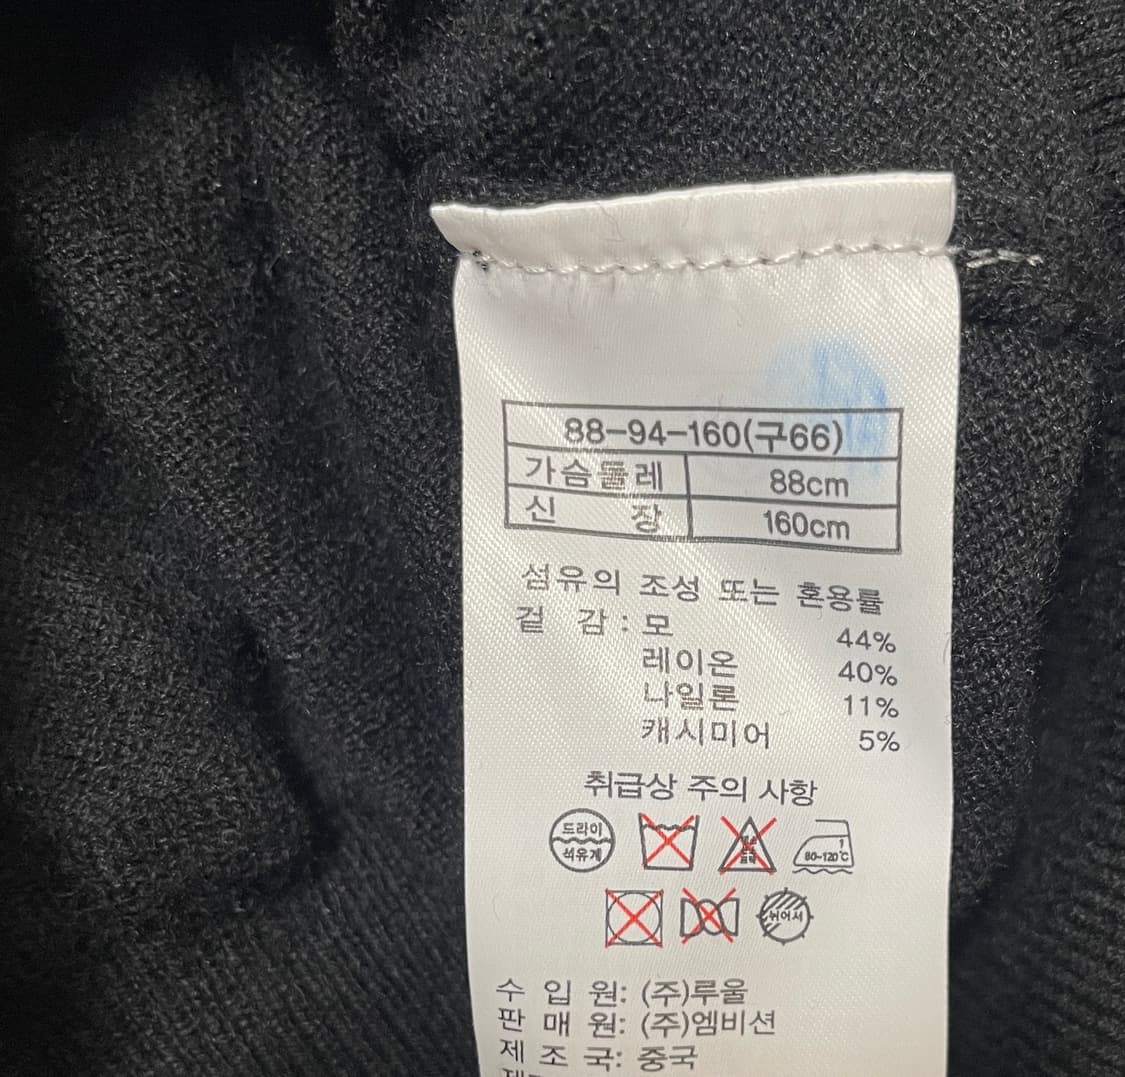 88-94-160(구66)
가슴둘레 88cm
신 장 160cm
섬유의 조성 또는 혼용률
겉 감 : 모 44%
레이온 40%
나일론 11%
캐시미어 5%
취급상 주의 사항
드라이
석유계
80~120℃
뉘어서
수 입 원: (주)루울
판 매 원: (주)엠비션
제 조 국: 중국